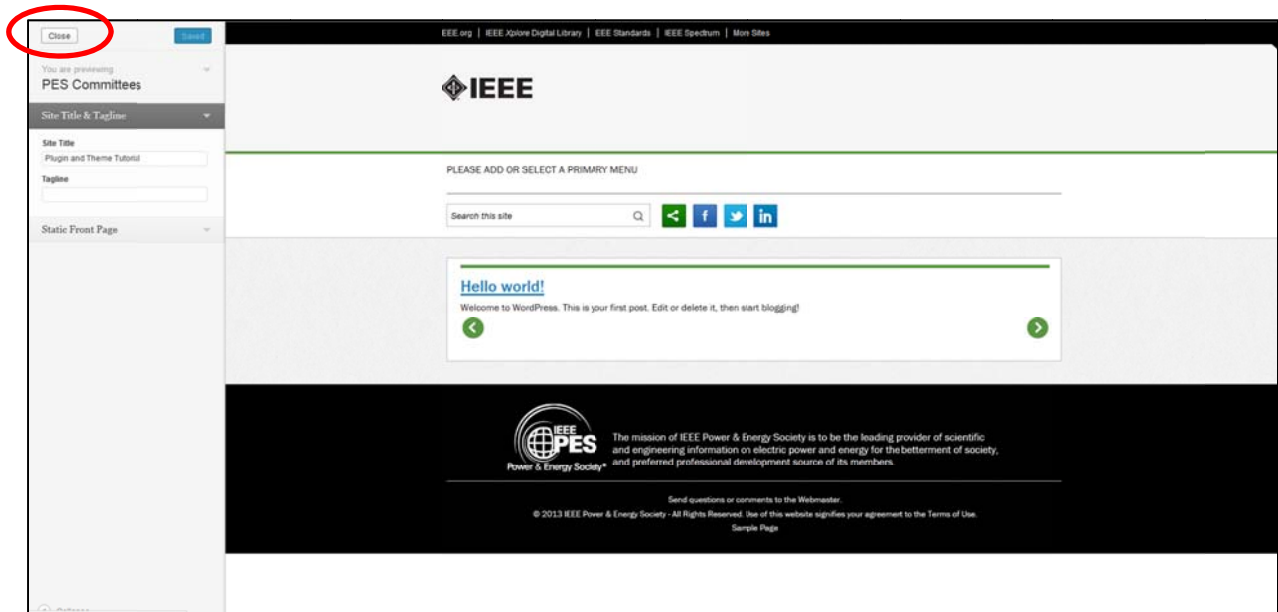 Close
Saved
You are previewing
PES Committees
Site Title & Tagline
Site Title
Plugin and Theme Tutorial
Tagline
Static Front Page
EEE.org | IEEE Xplore Digital Library | EEE Standards | IEEE Spectrum | Mon Sites
IEEE
PLEASE ADD OR SELECT A PRIMARY MENU
Search this site
f
in
Hello world!
Welcome to WordPress. This is your first post. Edit or delete it, then start blogging!
IEEE
PES
Power & Energy Society®
The mission of IEEE Power & Energy Society is to be the leading provider of scientific
and engineering information on electric power and energy for the betterment of society,
and preferred professional development source of its members.
Send questions or comments to the Webmaster.
© 2013 IEEE Power & Energy Society - All Rights Reserved. Use of this website signifies your agreement to the Terms of Use.
Sample Page